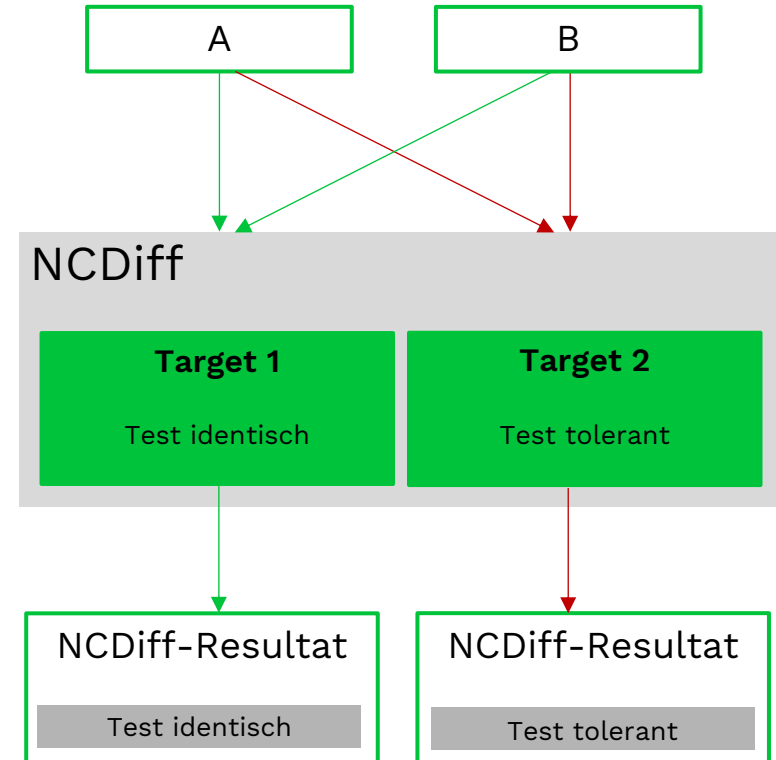 A
B
NCDiff
Target 1
Test identisch
Target 2
Test tolerant
NCDiff-Resultat
Test identisch
NCDiff-Resultat
Test tolerant